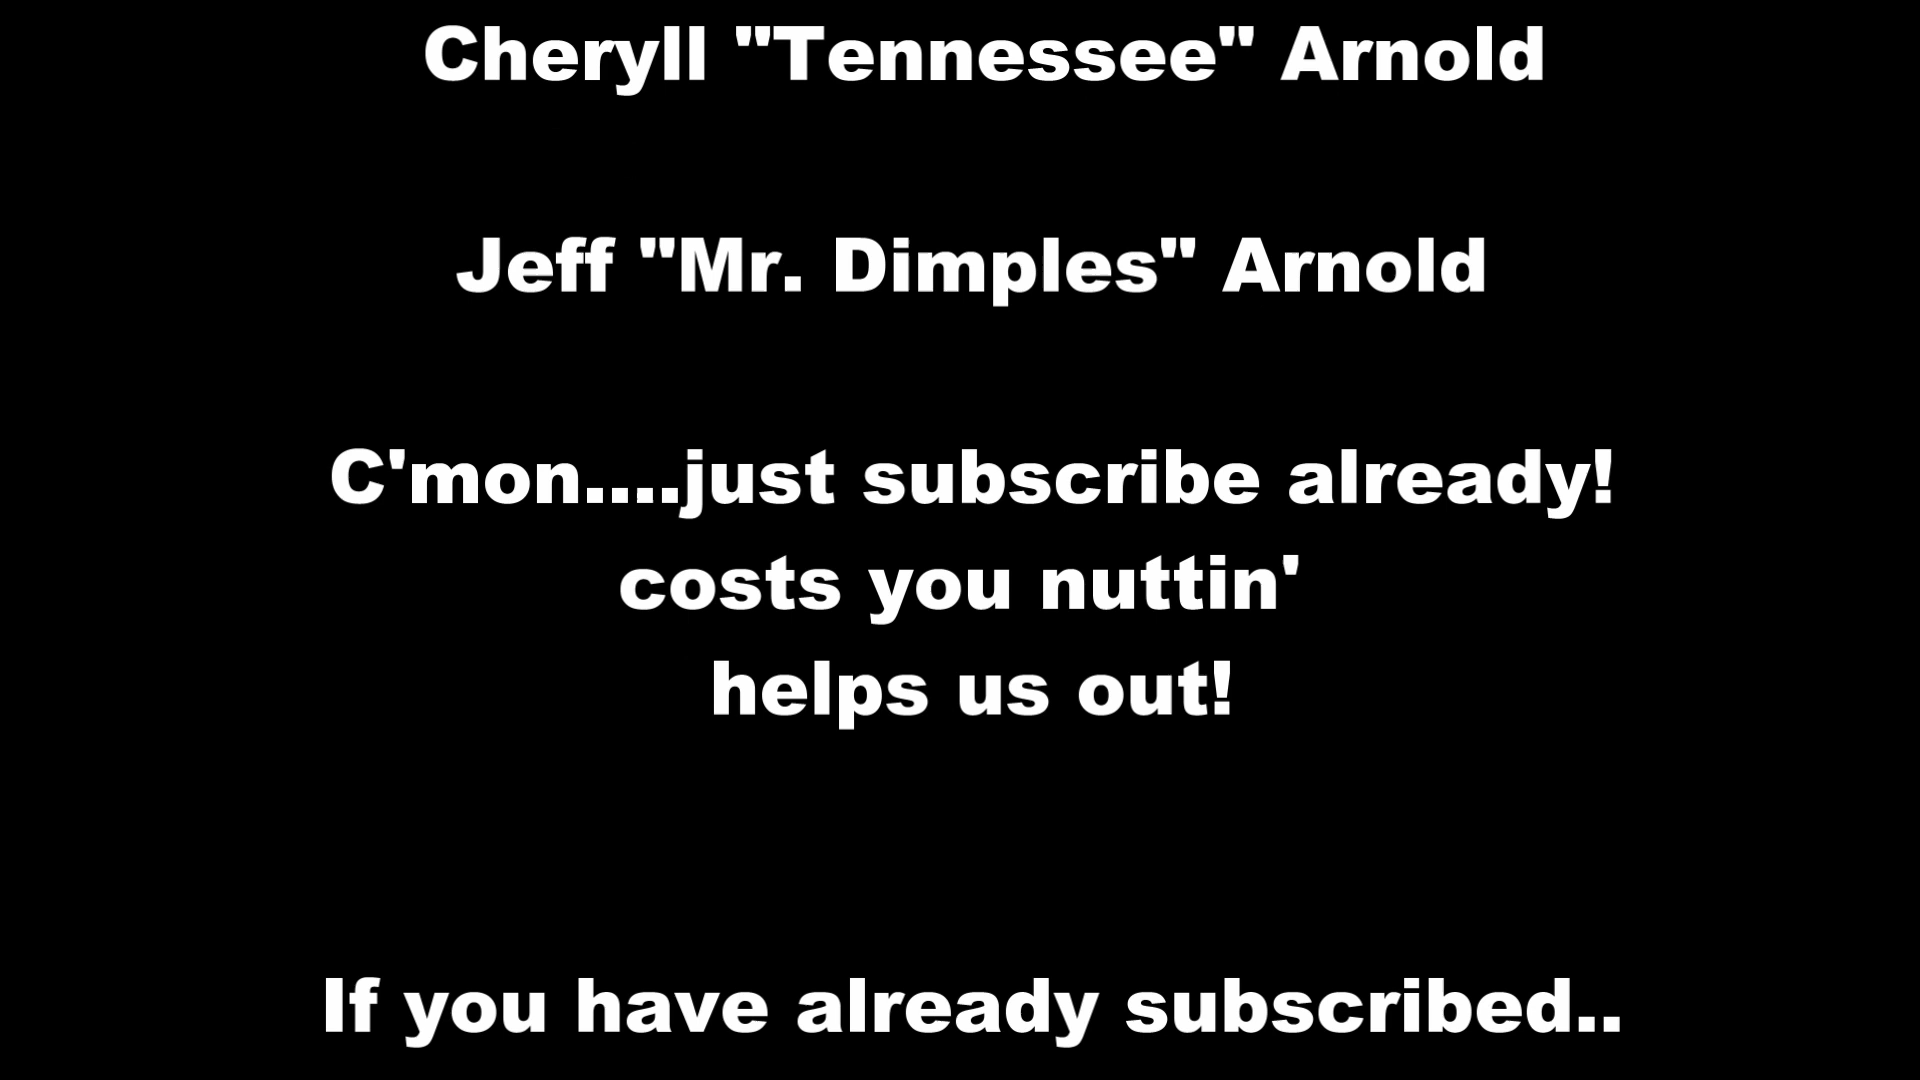 Cheryll "Tennessee" Arnold
Jeff "Mr. Dimples" Arnold
C'mon....just subscribe already!
costs you nuttin'
helps us out!
If you have already subscribed..